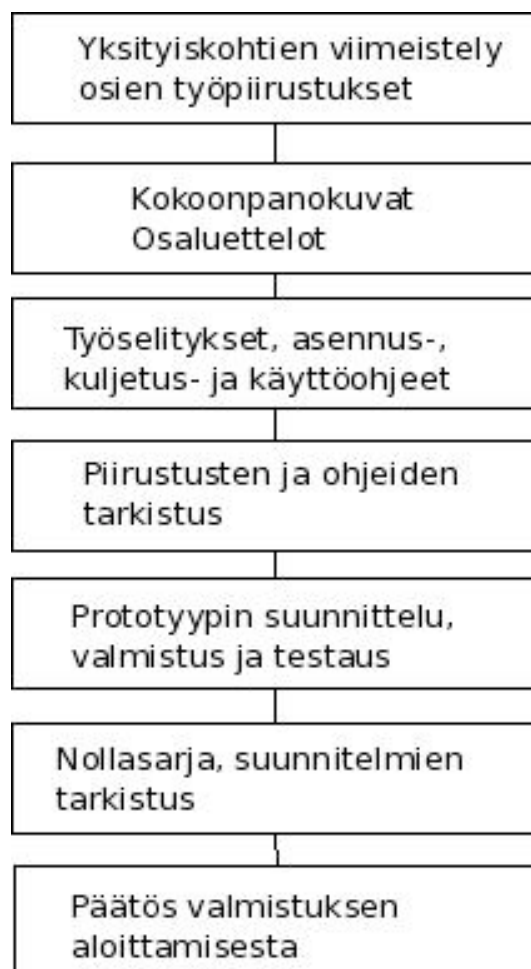 Yksityiskohtien viimeistely
osien työpiirustukset
Kokoonpanokuvat
Osaluettelot
Työselitykset, asennus-,
kuljetus- ja käyttöohjeet
Piirustusten ja ohjeiden
tarkistus
Prototyypin suunnittelu,
valmistus ja testaus
Nollasarja, suunnitelmien
tarkistus
Päätös valmistuksen
aloittamisesta